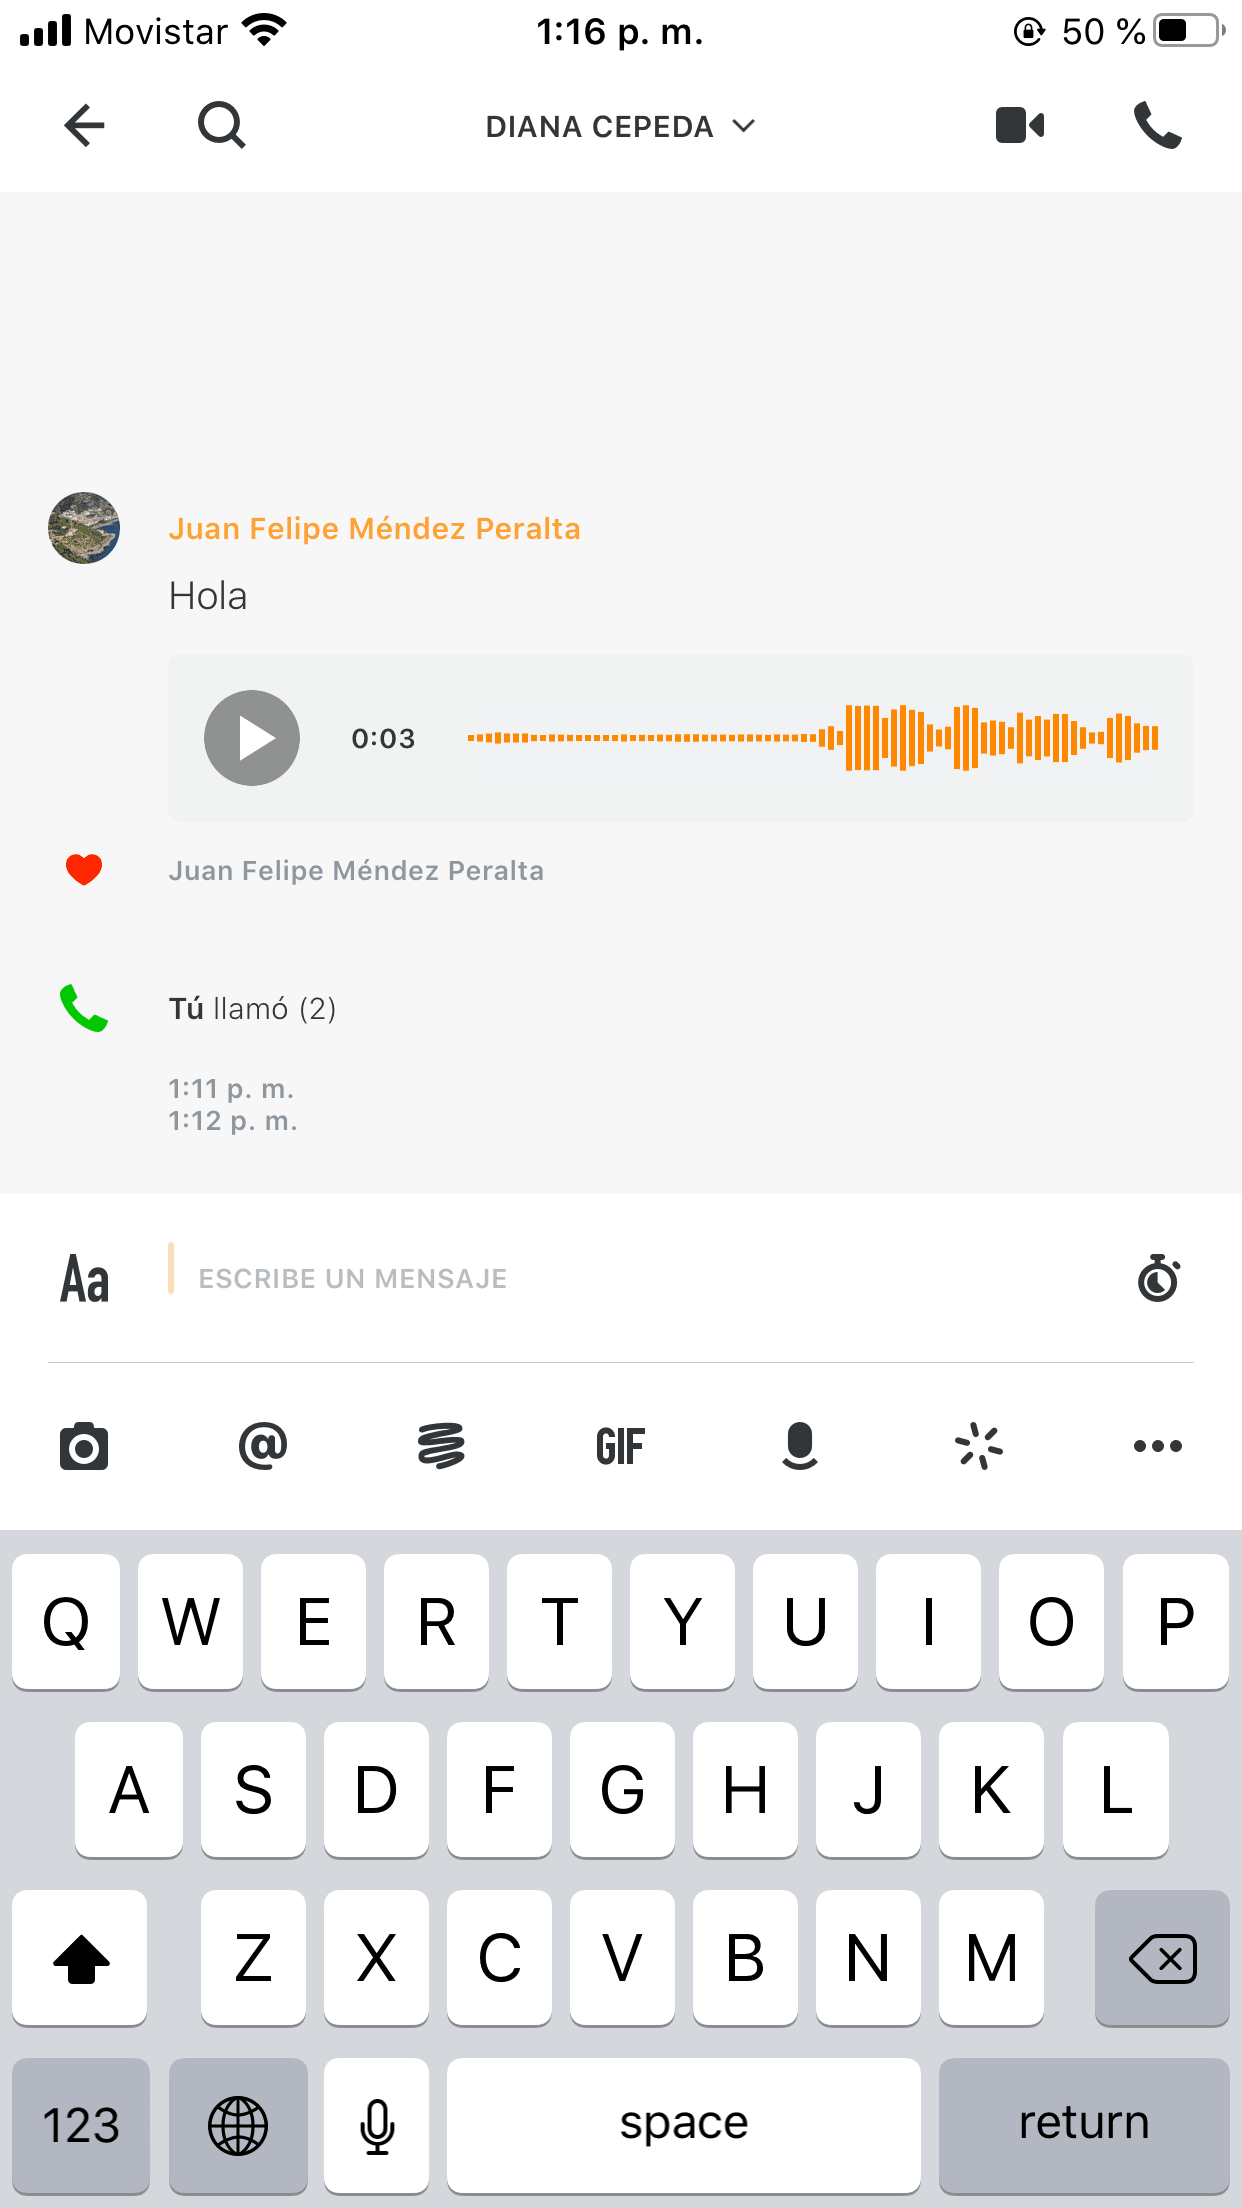 Movistar 1:16 p. m. 50 %
DIANA CEPEDA
Juan Felipe Méndez Peralta
Hola
0:03
Juan Felipe Méndez Peralta
Tú llamó (2)
1:11 p. m.
1:12 p. m.
Aa ESCRIBE UN MENSAJE
@ GIF
Q W E R T Y U I O P
A S D F G H J K L
Z X C V B N M
123 space return